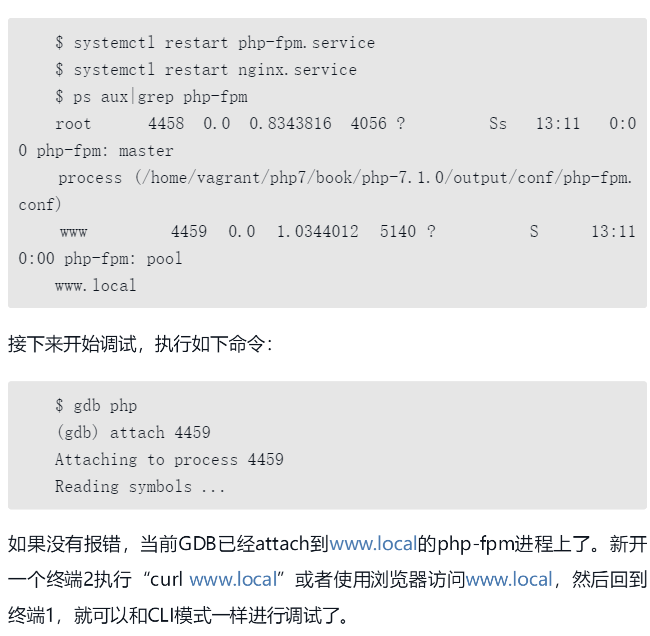 $ systemctl restart php-fpm.service
$ systemctl restart nginx.service
$ ps aux|grep php-fpm
root 4458 0.0 0.8343816 4056 ? Ss 13:11 0:0
0 php-fpm: master
process (/home/vagrant/php7/book/php-7.1.0/output/conf/php-fpm.
conf)
www 4459 0.0 1.0344012 5140 ? S 13:11
0:00 php-fpm: pool
www.local
接下来开始调试，执行如下命令：
$ gdb php
(gdb) attach 4459
Attaching to process 4459
Reading symbols ...
如果没有报错，当前GDB已经attach到www.local的php-fpm进程上了。新开
一个终端2执行“curl www.local”或者使用浏览器访问www.local，然后回到
终端1，就可以和CLI模式一样进行调试了。